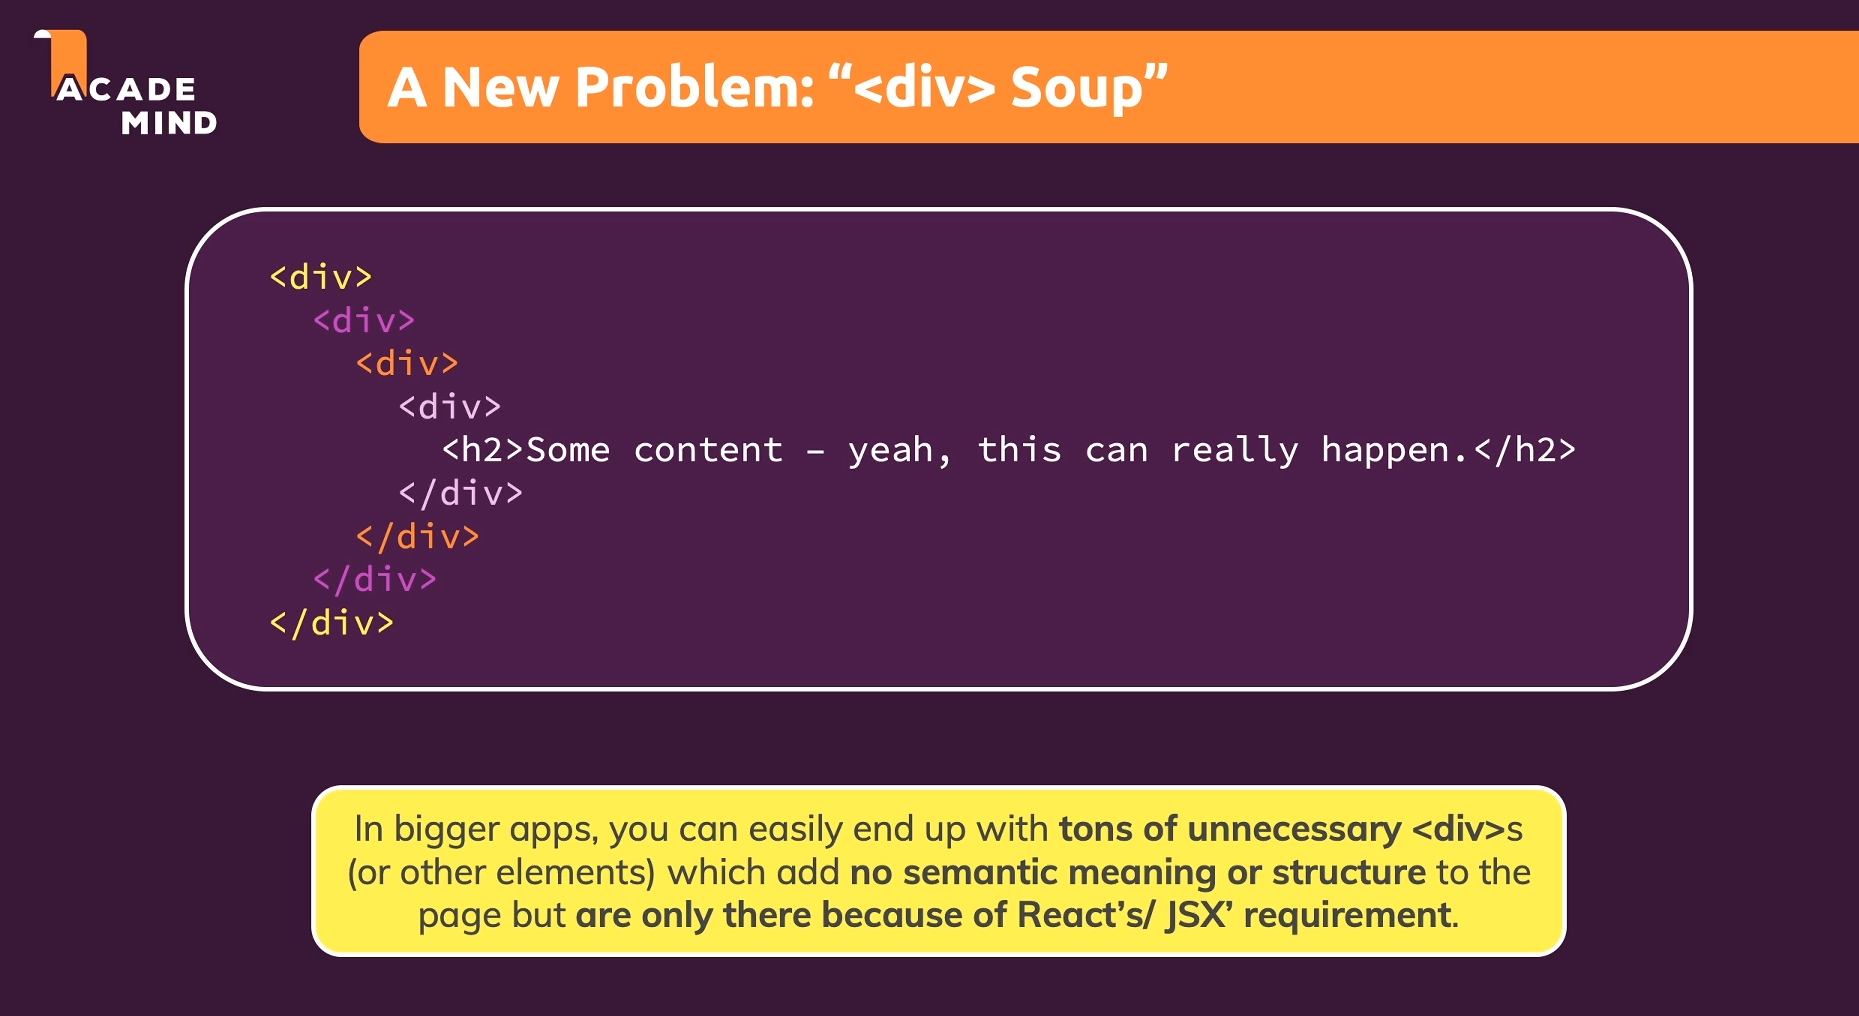 ACADE
MIND
A New Problem: “<div> Soup”
<div>
<div>
<div>
<div>
<h2>Some content – yeah, this can really happen.</h2>
</div>
</div>
</div>
</div>
In bigger apps, you can easily end up with tons of unnecessary <div>s
(or other elements) which add no semantic meaning or structure to the
page but are only there because of React’s/ JSX’ requirement.